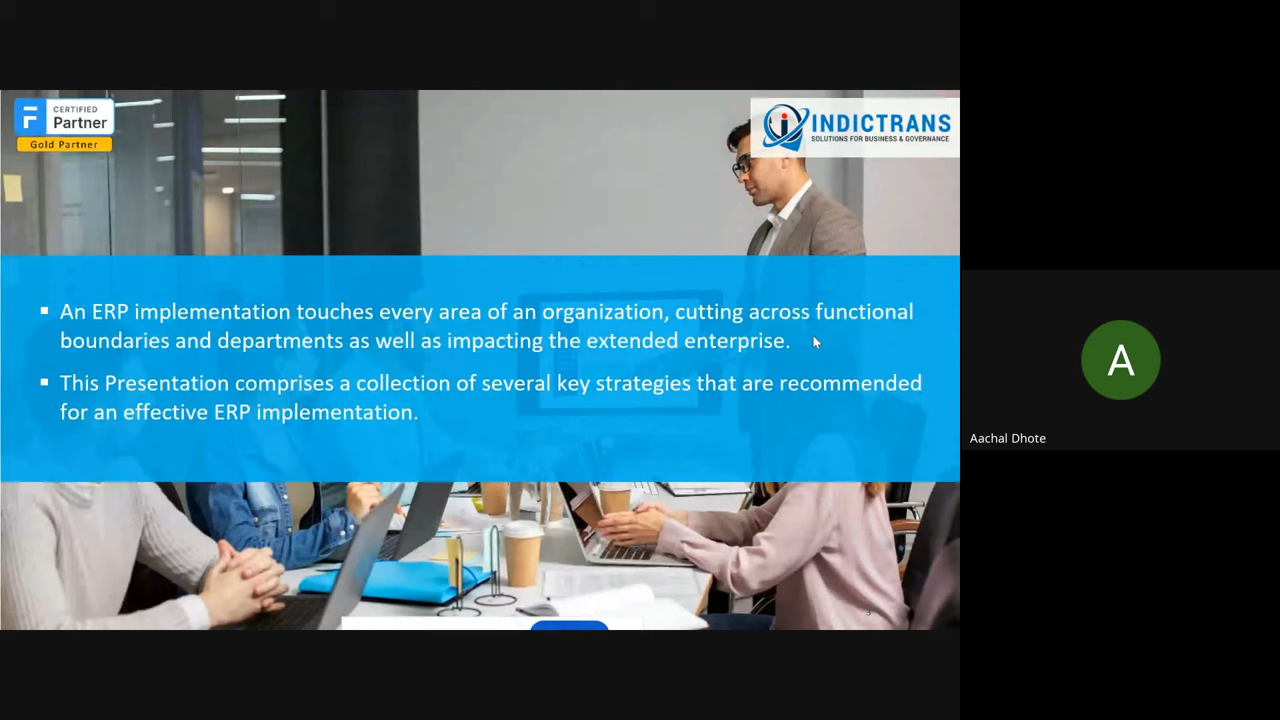 CERTIFIED
Partner
Gold Partner
INDICTRANS
SOLUTIONS FOR BUSINESS & GOVERNANCE
▪ An ERP implementation touches every area of an organization, cutting across functional
boundaries and departments as well as impacting the extended enterprise.
▪ This Presentation comprises a collection of several key strategies that are recommended
for an effective ERP implementation.
A
Aachal Dhote